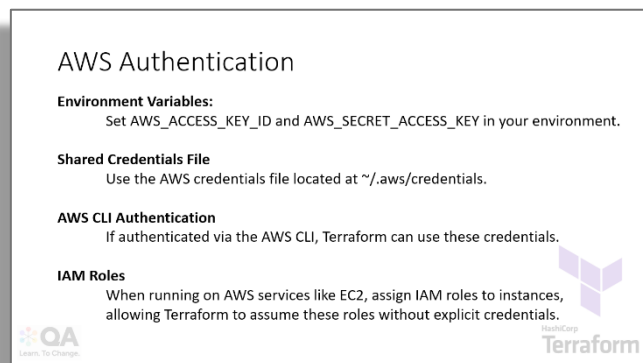 AWS Authentication
Environment Variables:
Set AWS_ACCESS_KEY_ID and AWS_SECRET_ACCESS_KEY in your environment.
Shared Credentials File
Use the AWS credentials file located at ~/.aws/credentials.
AWS CLI Authentication
If authenticated via the AWS CLI, Terraform can use these credentials.
IAM Roles
When running on AWS services like EC2, assign IAM roles to instances,
allowing Terraform to assume these roles without explicit credentials.
QA
Learn. To Change.
HashiCorp
Terraform